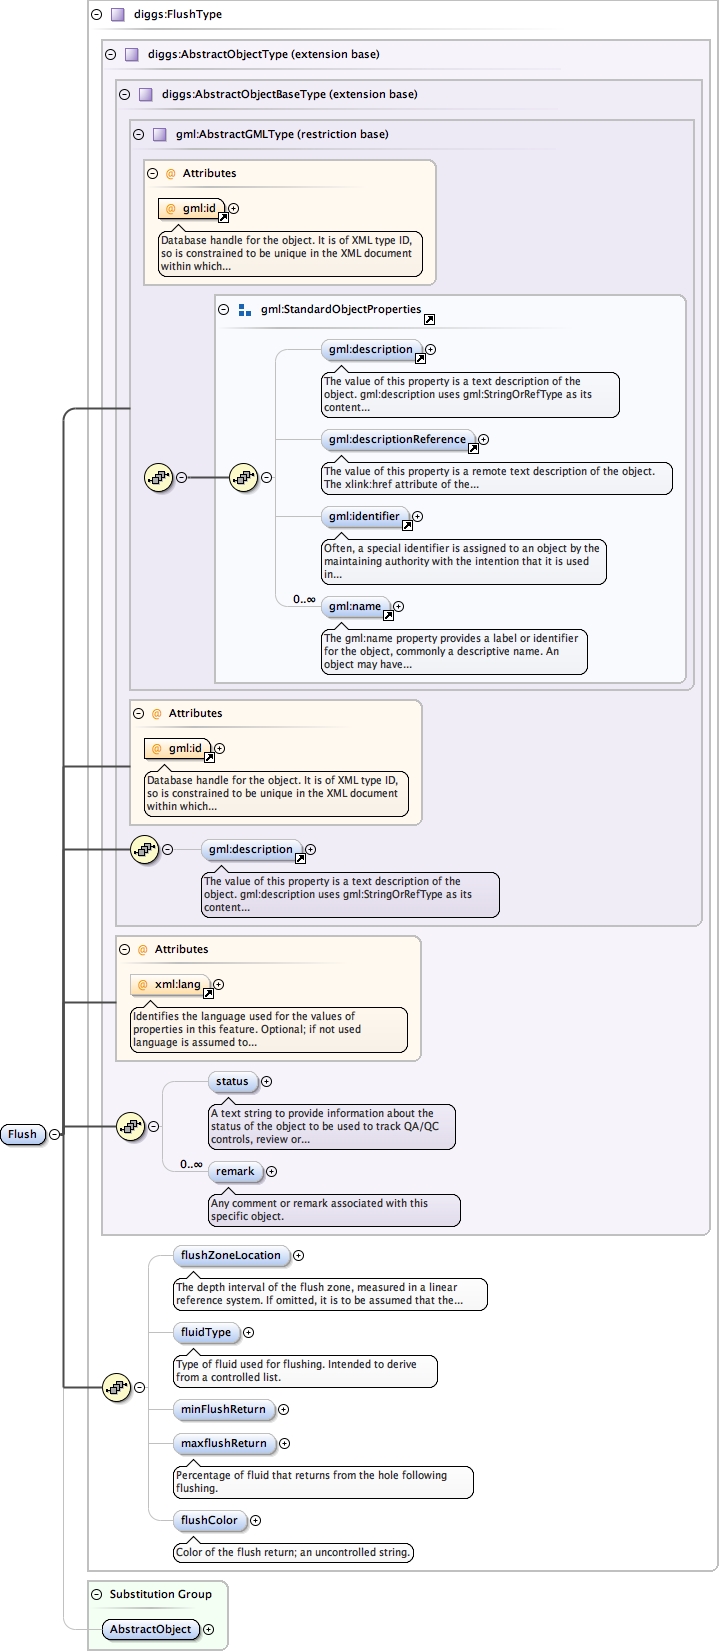 diggs:FlushType
diggs:AbstractObjectType (extension base)
diggs:AbstractObjectBaseType (extension base)
gml:AbstractGMLType (restriction base)
@ Attributes
@ gml:id
Database handle for the object. It is of XML type ID,
so is constrained to be unique in the XML document
within which...
gml:StandardObjectProperties
gml:description
The value of this property is a text description of the
object. gml:description uses gml:StringOrRefType as its
content...
gml:descriptionReference
The value of this property is a remote text description of the object.
The xlink:href attribute of the...
gml:identifier
Often, a special identifier is assigned to an object by the
maintaining authority with the intention that it is used
in...
0..∞
gml:name
The gml:name property provides a label or identifier
for the object, commonly a descriptive name. An
object may have...
@ Attributes
@ gml:id
Database handle for the object. It is of XML type ID,
so is constrained to be unique in the XML document
within which...
gml:description
The value of this property is a text description of the
object. gml:description uses gml:StringOrRefType as its
content...
@ Attributes
@ xml:lang
Identifies the language used for the values of
properties in this feature. Optional; if not used
language is assumed to...
status
A text string to provide information about the
status of the object to be used to track QA/QC
controls, review or...
0..∞
remark
Any comment or remark associated with this
specific object.
Flush
flushZoneLocation
The depth interval of the flush zone, measured in a linear
reference system. If omitted, it is to be assumed that the...
fluidType
Type of fluid used for flushing. Intended to derive
from a controlled list.
minFlushReturn
maxflushReturn
Percentage of fluid that returns from the hole following
flushing.
flushColor
Color of the flush return; an uncontrolled string.
Substitution Group
AbstractObject